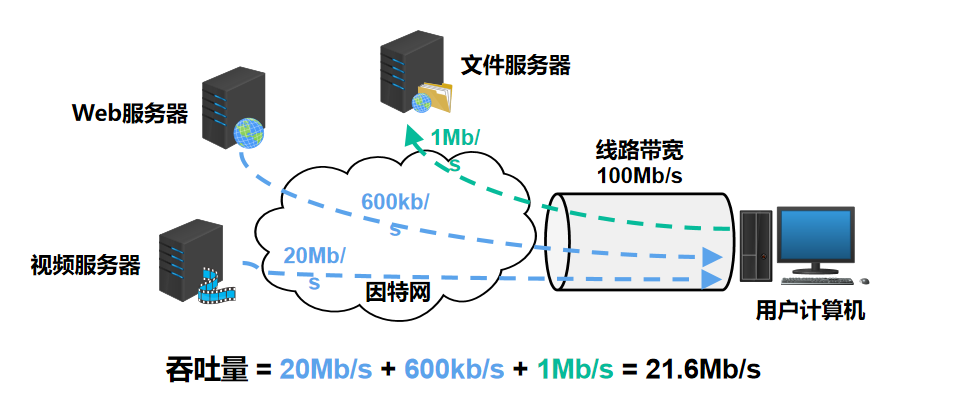 文件服务器
Web服务器
1Mb/
s
线路带宽
100Mb/s
600kb/
s
视频服务器
20Mb/
s
因特网
用户计算机
吞吐量 = 20Mb/s + 600kb/s + 1Mb/s = 21.6Mb/s